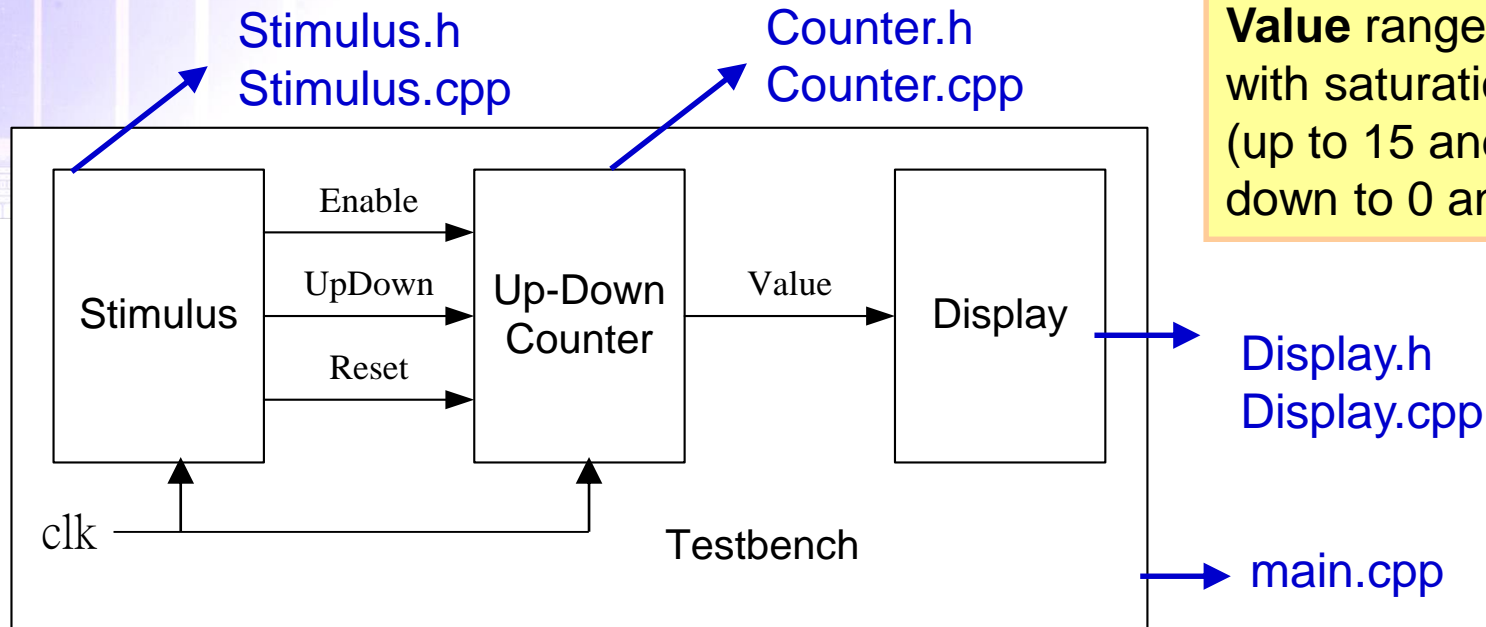 Stimulus.h
Stimulus.cpp
Counter.h
Counter.cpp
Value range
with saturatio
(up to 15 and
down to 0 an
Stimulus
Enable
UpDown
Reset
Up-Down
Counter
Value
Display
Display.h
Display.cpp
clk
Testbench
main.cpp